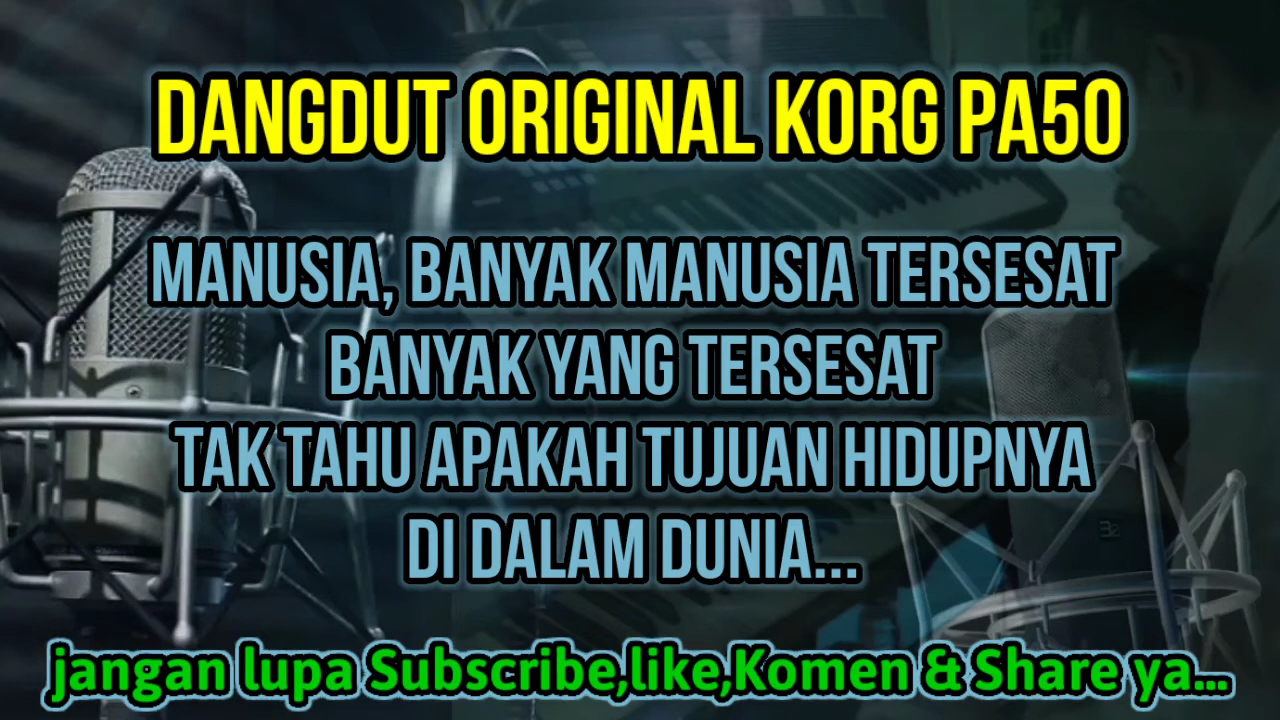 DANGDUT ORIGINAL KORG PA50
MANUSIA, BANYAK MANUSIA TERSESAT
BANYAK YANG TERSESAT
TAK TAHU APAKAH TUJUAN HIDUPNYA
DI DALAM DUNIA...
jangan lupa Subscribe,like,Komen & Share ya...